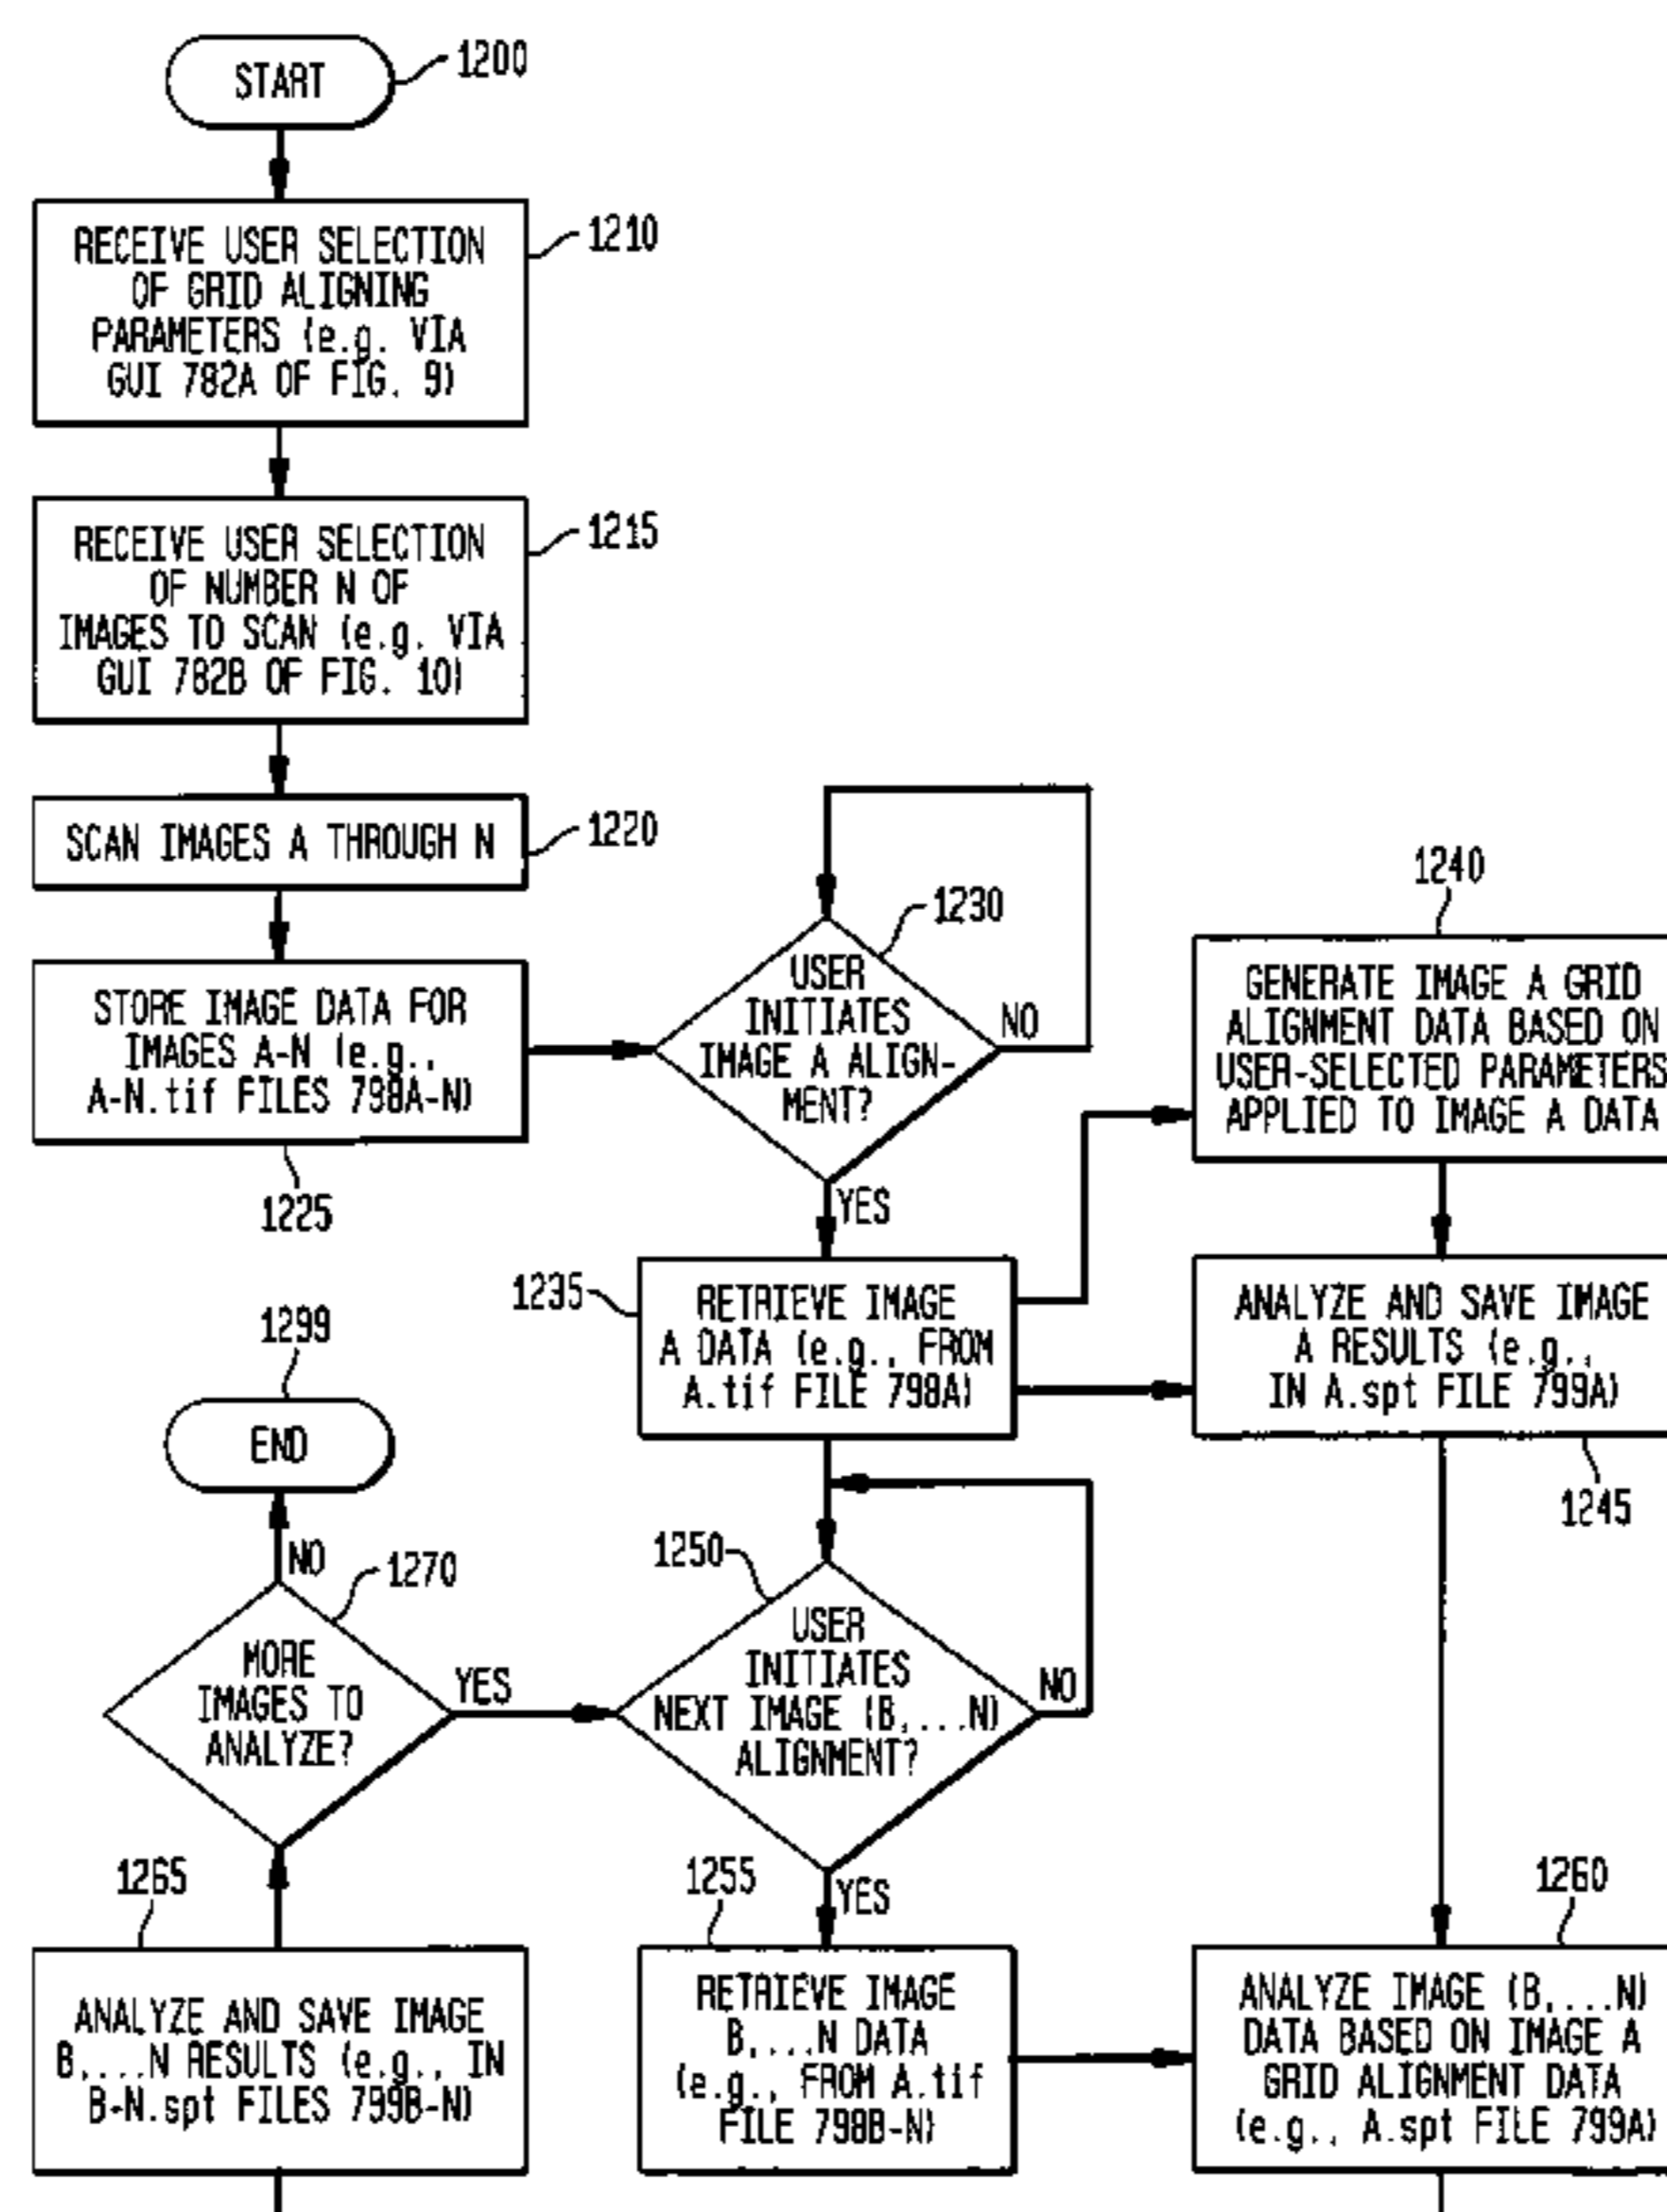 START
1200
RECEIVE USER SELECTION
OF GRID ALIGNING
PARAMETERS (e.g. VIA
GUI 782A OF FIG. 9)
1210
RECEIVE USER SELECTION
OF NUMBER N OF
IMAGES TO SCAN (e.g. VIA
GUI 782B OF FIG. 10)
1215
SCAN IMAGES A THROUGH N
1220
STORE IMAGE DATA FOR
IMAGES A-N (e.g.,
A-N.tif FILES 798A-N)
1225
USER
INITIATES
IMAGE A ALIGN-
MENT?
1230
NO
YES
1235
RETRIEVE IMAGE
A DATA (e.g., FROM
A.tif FILE 798A)
1240
GENERATE IMAGE A GRID
ALIGNMENT DATA BASED ON
USER-SELECTED PARAMETERS
APPLIED TO IMAGE A DATA
ANALYZE AND SAVE IMAGE
A RESULTS (e.g.,
IN A.spt FILE 799A)
1245
1250
USER
INITIATES
NEXT IMAGE (B,...N)
ALIGNMENT?
NO
YES
1255
RETRIEVE IMAGE
B,...N DATA
(e.g., FROM A.tif
FILE 798B-N)
1260
ANALYZE IMAGE (B,...N)
DATA BASED ON IMAGE A
GRID ALIGNMENT DATA
(e.g., A.spt FILE 799A)
1265
ANALYZE AND SAVE IMAGE
B,...N RESULTS (e.g., IN
B-N.spt FILES 799B-N)
MORE
IMAGES TO
ANALYZE?
1270
YES
NO
1299
END